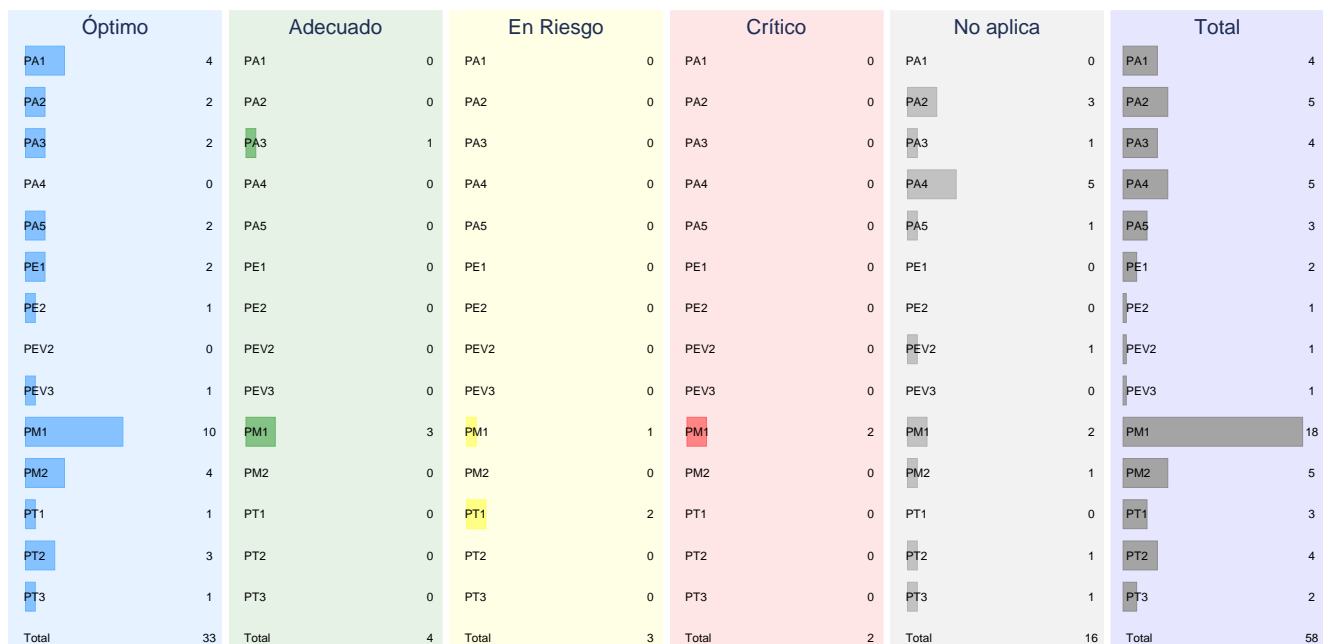 Óptimo Adecuado En Riesgo Crítico No aplica Total
PA1 4 PA1 0 PA1 0 PA1 0 PA1 0 PA1 4
PA2 2 PA2 0 PA2 0 PA2 0 PA2 3 PA2 5
PA3 2 PA3 1 PA3 0 PA3 0 PA3 1 PA3 4
PA4 0 PA4 0 PA4 0 PA4 0 PA4 5 PA4 5
PA5 2 PA5 0 PA5 0 PA5 0 PA5 1 PA5 3
PE1 2 PE1 0 PE1 0 PE1 0 PE1 0 PE1 2
PE2 1 PE2 0 PE2 0 PE2 0 PE2 0 PE2 1
PEV2 0 PEV2 0 PEV2 0 PEV2 0 PEV2 1 PEV2 1
PEV3 1 PEV3 0 PEV3 0 PEV3 0 PEV3 0 PEV3 1
PM1 10 PM1 3 PM1 1 PM1 2 PM1 2 PM1 18
PM2 4 PM2 0 PM2 0 PM2 0 PM2 1 PM2 5
PT1 1 PT1 0 PT1 2 PT1 0 PT1 0 PT1 3
PT2 3 PT2 0 PT2 0 PT2 0 PT2 1 PT2 4
PT3 1 PT3 0 PT3 0 PT3 0 PT3 1 PT3 2
Total 33 Total 4 Total 3 Total 2 Total 16 Total 58